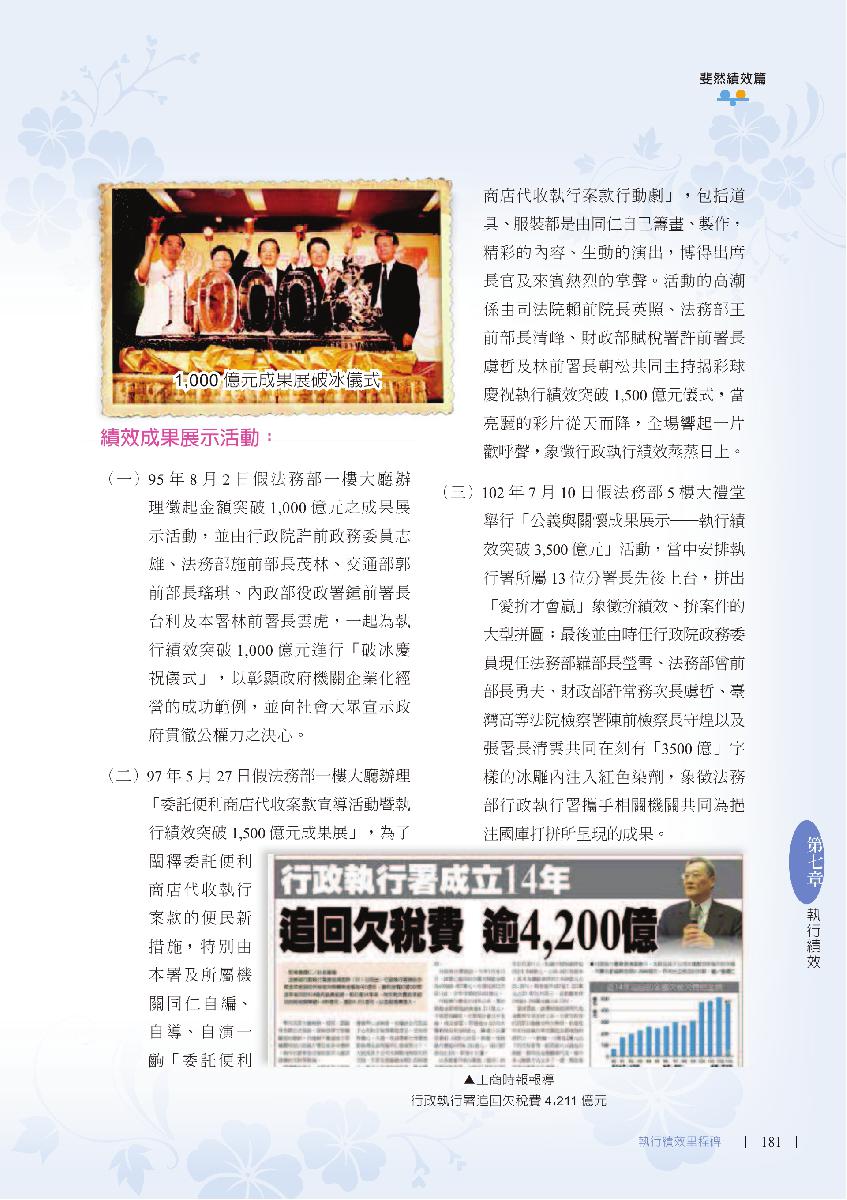 斐然績效篇
1,000 億元成果展破冰儀式
績效成果展示活動：
（一）95 年 8 月 2 日假法務部一樓大廳辦
理徵起金額突破 1,000 億元之成果展
示活動，並由行政院許前政務委員志
雄、法務部施前部長茂林、交通部郭
前部長瑤琪、內政部役政署鍾前署長
台利及本署林前署長雲虎，一起為執
行績效突破 1,000 億元進行「破冰慶
祝儀式」，以彰顯政府機關企業化經
營的成功範例，並向社會大眾宣示政
府貫徹公權力之決心。
（二）97 年 5 月 27 日假法務部一樓大廳辦理
「委託便利商店代收案款宣導活動暨執
行績效突破 1,500 億元成果展」，為了
闡釋委託便利
商店代收執行
案款的便民新
措施，特別由
本署及所屬機
關同仁自編、
自導、自演一
齣「委託便利
商店代收執行案款行動劇」，包括道
具、服裝都是由同仁自己籌畫、製作，
精彩的內容、生動的演出，博得出席
長官及來賓熱烈的掌聲。活動的高潮
係由司法院賴前院長英照、法務部王
前部長清峰、財政部賦稅署許前署長
虞哲及林前署長朝松共同主持揭彩球
慶祝執行績效突破 1,500 億元儀式，當
亮麗的彩片從天而降，全場響起一片
歡呼聲，象徵行政執行績效蒸蒸日上。
（三）102 年 7 月 10 日假法務部 5 樓大禮堂
舉行「公義與關懷成果展示──執行績
效突破 3,500 億元」活動，當中安排執
行署所屬 13 位分署長先後上台，拼出
「愛拚才會贏」象徵拚績效、拚案件的
大型拼圖；最後並由時任行政院政務委
員現任法務部羅部長瑩雪、法務部曾前
部長勇夫、財政部許常務次長虞哲、臺
灣高等法院檢察署陳前檢察長守煌以及
張署長清雲共同在刻有「3500 億」字
樣的冰雕內注入紅色染劑，象徵法務
部行政執行署攜手相關機關共同為挹
注國庫打拼所呈現的成果。
行政執行署成立14年
追回欠稅費 逾4,200億
▲工商時報報導
行政執行署追回欠稅費 4,211 億元
第七章
執行績效
執行績效里程碑 | 181 |